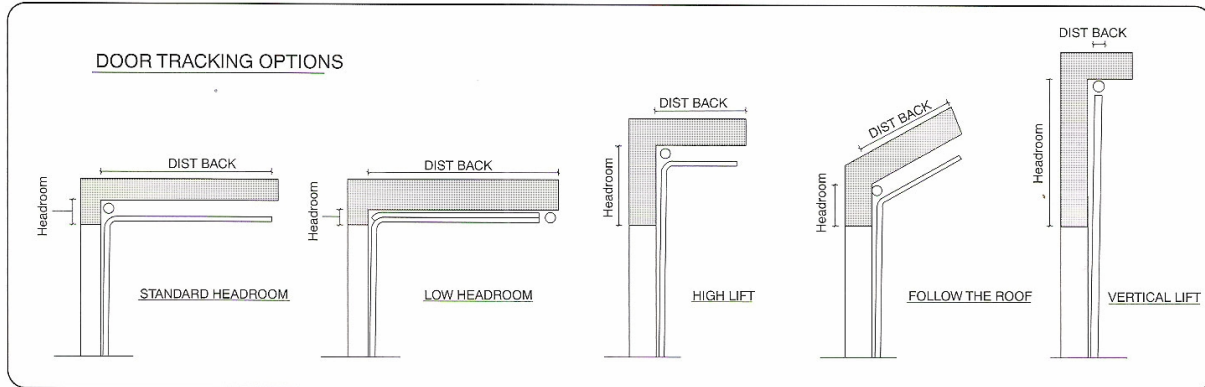 DOOR TRACKING OPTIONS
DIST BACK
Headroom
STANDARD HEADROOM
DIST BACK
Headroom
LOW HEADROOM
DIST BACK
Headroom
HIGH LIFT
DIST BACK
Headroom
FOLLOW THE ROOF
DIST BACK
Headroom
VERTICAL LIFT